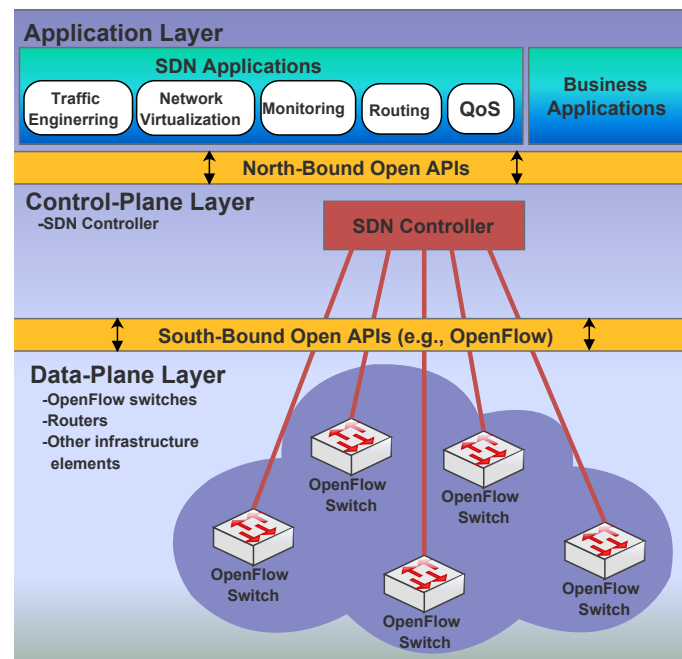 Application Layer
SDN Applications
Business
Applications
Traffic
Enginerring
Network
Virtualization
Monitoring
Routing
QoS
North-Bound Open APIs
Control-Plane Layer
-SDN Controller
SDN Controller
South-Bound Open APIs (e.g., OpenFlow)
Data-Plane Layer
-OpenFlow switches
-Routers
-Other infrastructure
elements
OpenFlow
Switch
OpenFlow
Switch
OpenFlow
Switch
OpenFlow
Switch
OpenFlow
Switch